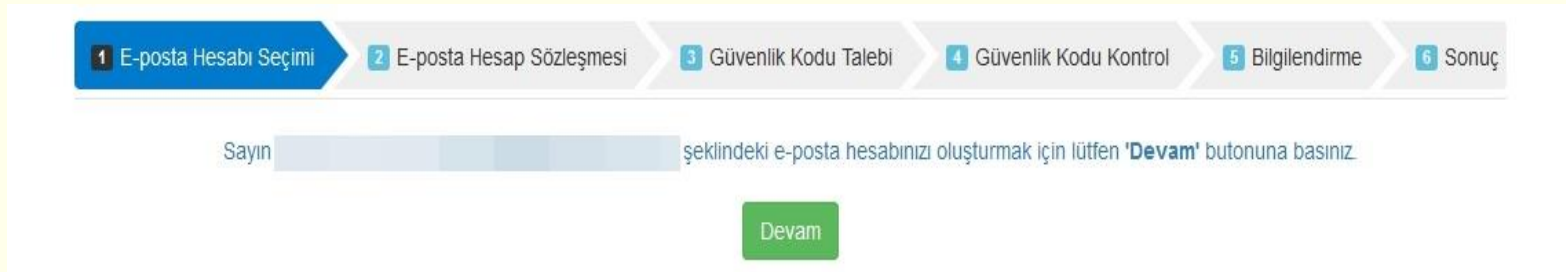 1 E-posta Hesabı Seçimi 2 E-posta Hesap Sözleşmesi 3 Güvenlik Kodu Talebi 4 Güvenlik Kodu Kontrol 5 Bilgilendirme 6 Sonuç
Sayın şeklindeki e-posta hesabınızı oluşturmak için lütfen 'Devam' butonuna basınız.
Devam